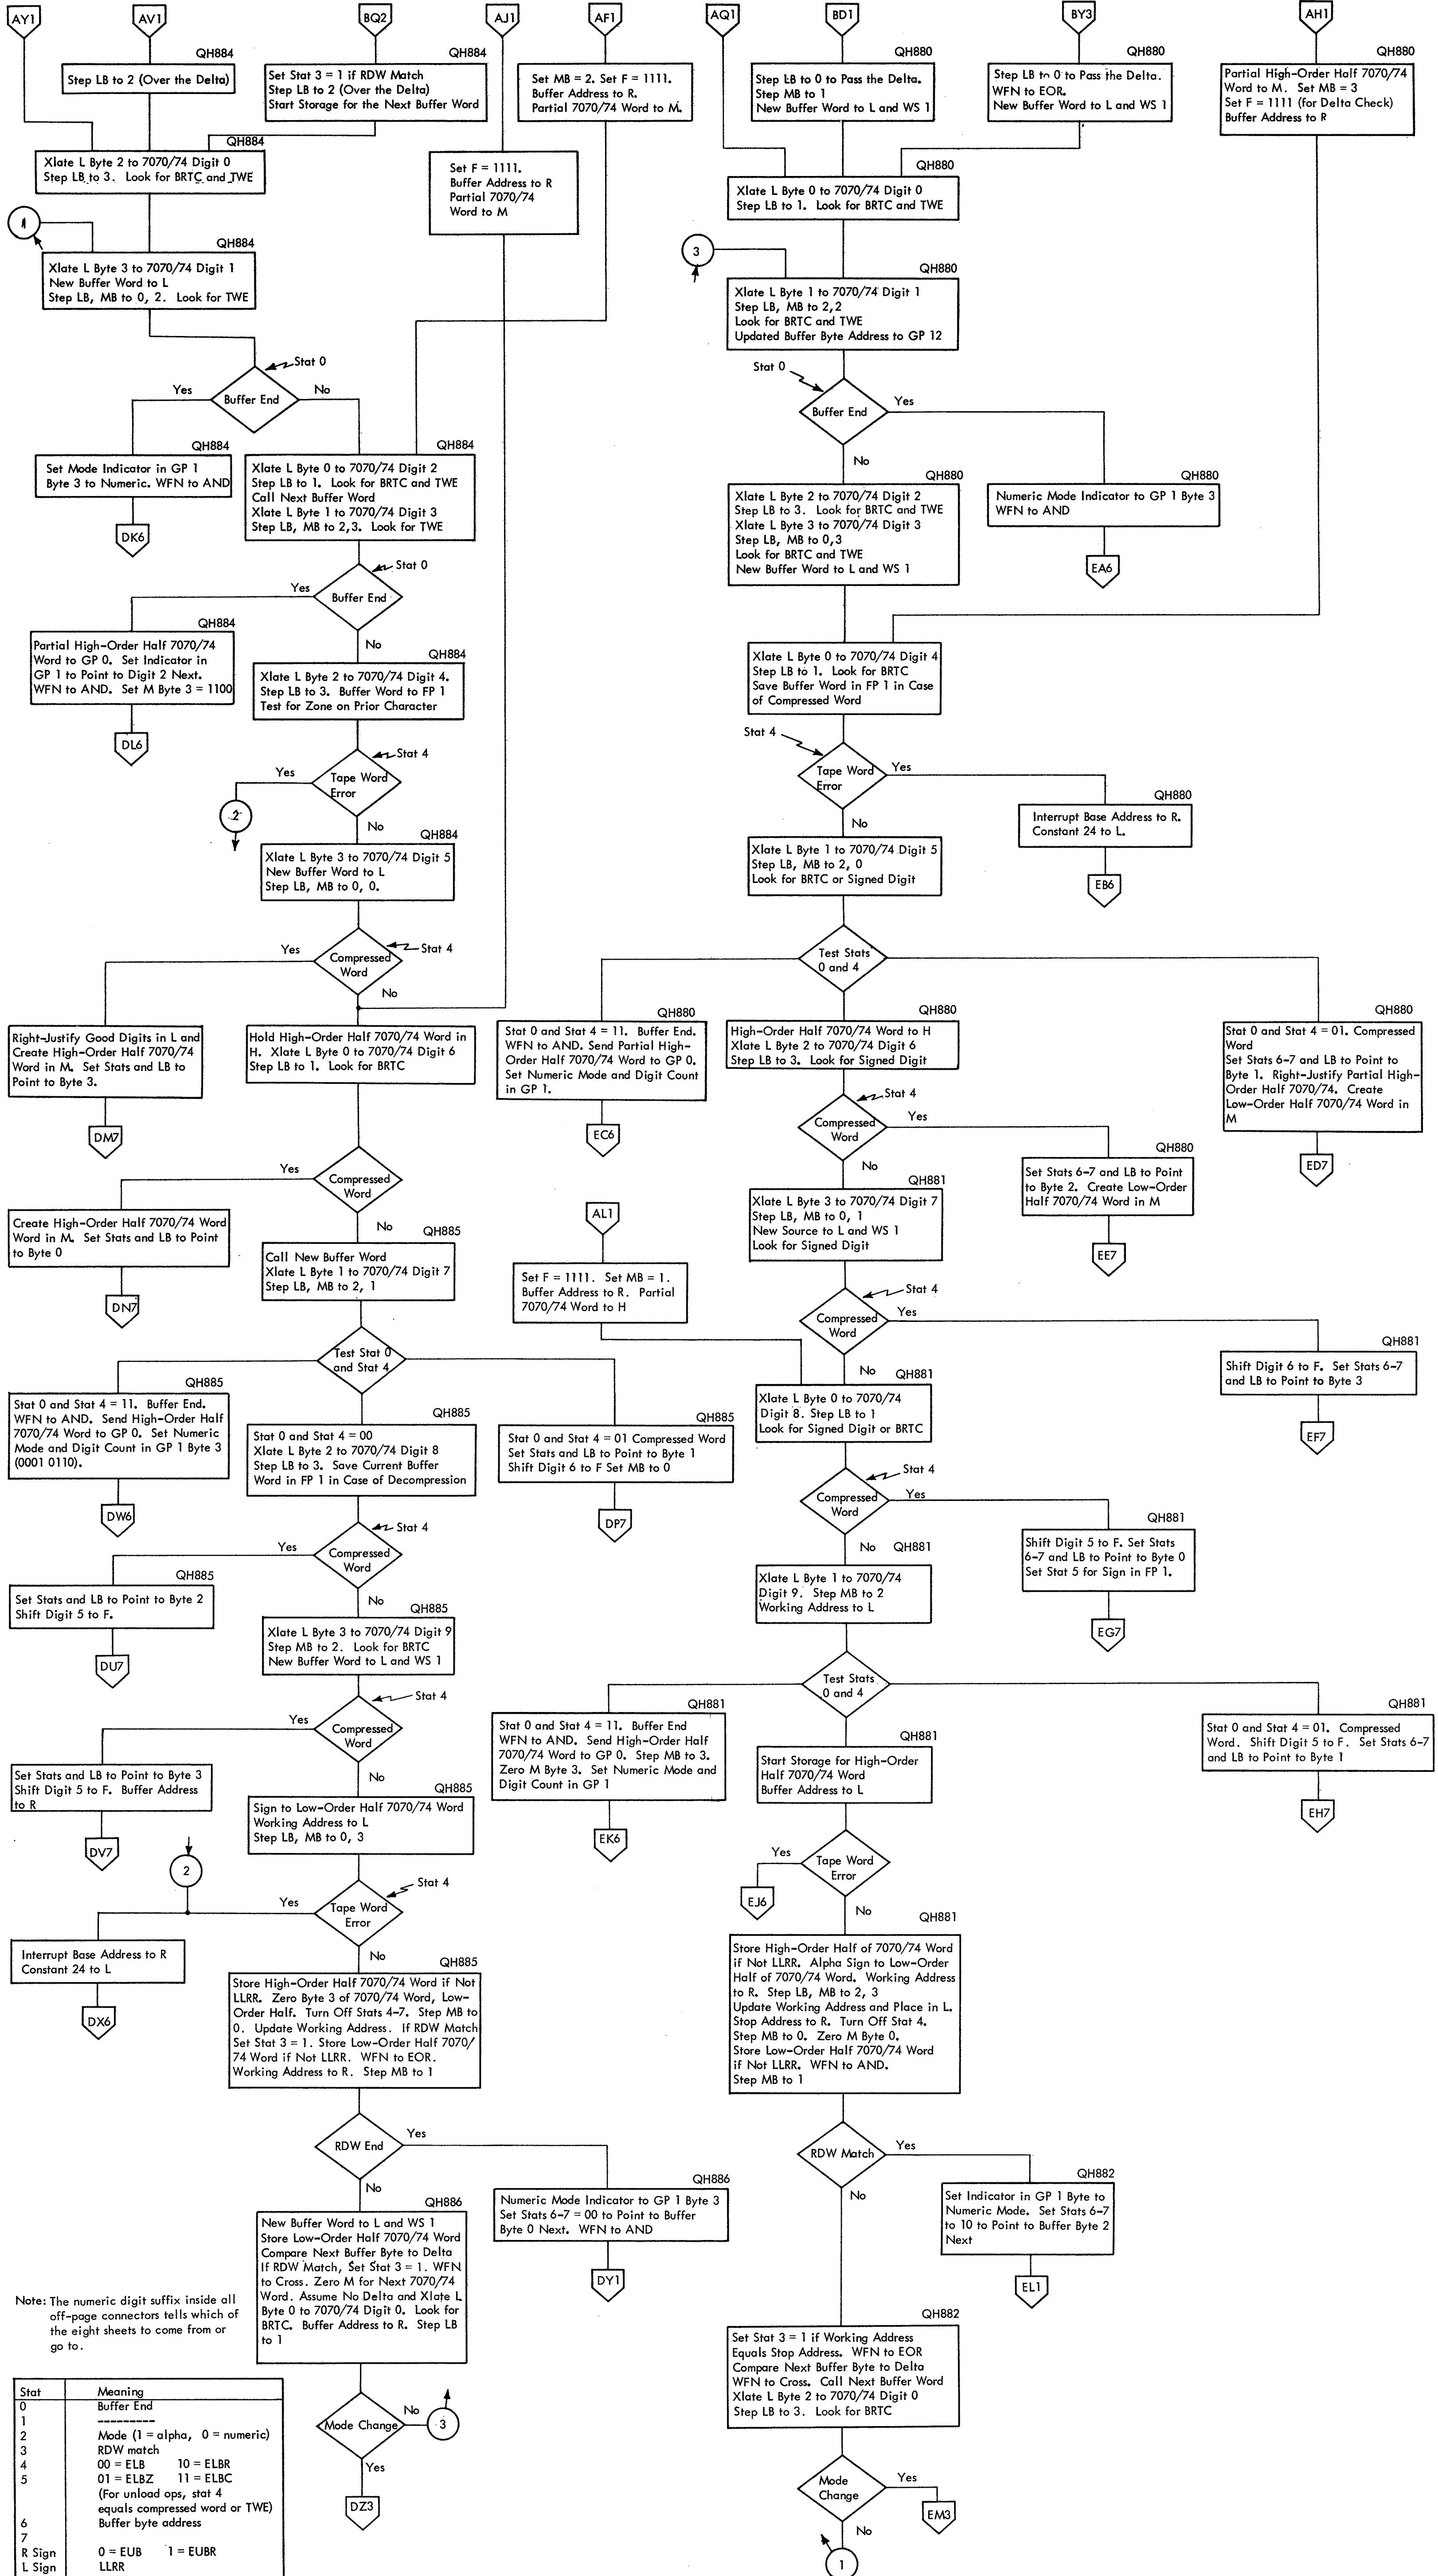 AY1
AV1
BQ2
AJ1
AF1
AQ1
BD1
BY3
AH1
QH884
Step LB to 2 (Over the Delta)
QH884
Set Stat 3 = 1 if RDW Match
Step LB to 2 (Over the Delta)
Start Storage for the Next Buffer Word
Set MB = 2. Set F = 1111.
Buffer Address to R.
Partial 7070/74 Word to M.
QH880
Step LB to 0 to Pass the Delta.
Step MB to 1
New Buffer Word to L and WS 1
QH880
Step LB to 0 to Pass the Delta.
WFN to EOR.
New Buffer Word to L and WS 1
QH880
Partial High-Order Half 7070/74
Word to M. Set MB = 3
Set F = 1111 (for Delta Check)
Buffer Address to R
QH884
Xlate L Byte 2 to 7070/74 Digit 0
Step LB to 3. Look for BRTC and TWE
Set F = 1111.
Buffer Address to R
Partial 7070/74
Word to M
QH880
Xlate L Byte 0 to 7070/74 Digit 0
Step LB to 1. Look for BRTC and TWE
1
QH884
Xlate L Byte 3 to 7070/74 Digit 1
New Buffer Word to L
Step LB, MB to 0, 2. Look for TWE
3
QH880
Xlate L Byte 1 to 7070/74 Digit 1
Step LB, MB to 2,2
Look for BRTC and TWE
Updated Buffer Byte Address to GP 12
Stat 0
Yes
Buffer End
No
Stat 0
Buffer End
Yes
No
QH884
Set Mode Indicator in GP 1
Byte 3 to Numeric. WFN to AND
DK6
QH884
Xlate L Byte 0 to 7070/74 Digit 2
Step LB to 1. Look for BRTC and TWE
Call Next Buffer Word
Xlate L Byte 1 to 7070/74 Digit 3
Step LB, MB to 2,3. Look for TWE
QH880
Xlate L Byte 2 to 7070/74 Digit 2
Step LB to 3. Look for BRTC and TWE
Xlate L Byte 3 to 7070/74 Digit 3
Step LB, MB to 0,3
Look for BRTC and TWE
New Buffer Word to L and WS 1
QH880
Numeric Mode Indicator to GP 1 Byte 3
WFN to AND
EA6
Stat 0
Yes
Buffer End
No
QH884
Partial High-Order Half 7070/74
Word to GP 0. Set Indicator in
GP 1 to Point to Digit 2 Next.
WFN to AND. Set M Byte 3 = 1100
DL6
QH884
Xlate L Byte 2 to 7070/74 Digit 4.
Step LB to 3. Buffer Word to FP 1
Test for Zone on Prior Character
Xlate L Byte 0 to 7070/74 Digit 4
Step LB to 1. Look for BRTC
Save Buffer Word in FP 1 in Case
of Compressed Word
Stat 4
Yes
Tape Word
Error
No
2
Stat 4
Tape Word
Error
Yes
No
QH880
Interrupt Base Address to R.
Constant 24 to L.
EB6
QH884
Xlate L Byte 3 to 7070/74 Digit 5
New Buffer Word to L
Step LB, MB to 0, 0.
Xlate L Byte 1 to 7070/74 Digit 5
Step LB, MB to 2, 0
Look for BRTC or Signed Digit
Yes
Compressed
Word
Stat 4
No
Test Stats
0 and 4
Right-Justify Good Digits in L and
Create High-Order Half 7070/74
Word in M. Set Stats and LB to
Point to Byte 3.
DM7
Hold High-Order Half 7070/74 Word in
H. Xlate L Byte 0 to 7070/74 Digit 6
Step LB to 1. Look for BRTC
QH880
Stat 0 and Stat 4 = 11. Buffer End.
WFN to AND. Send Partial High-
Order Half 7070/74 Word to GP 0.
Set Numeric Mode and Digit Count
in GP 1.
EC6
QH880
High-Order Half 7070/74 Word to H
Xlate L Byte 2 to 7070/74 Digit 6
Step LB to 3. Look for Signed Digit
QH880
Stat 0 and Stat 4 = 01. Compressed
Word
Set Stats 6-7 and LB to Point to
Byte 1. Right-Justify Partial High-
Order Half 7070/74. Create
Low-Order Half 7070/74 Word in
M
ED7
Stat 4
Compressed
Word
Yes
No
QH880
Set Stats 6-7 and LB to Point
to Byte 2. Create Low-Order
Half 7070/74 Word in M
EE7
Yes
Compressed
Word
No
Create High-Order Half 7070/74 Word
Word in M. Set Stats and LB to Point
to Byte 0
DN7
QH885
Call New Buffer Word
Xlate L Byte 1 to 7070/74 Digit 7
Step LB, MB to 2, 1
AL1
Set F = 1111. Set MB = 1.
Buffer Address to R. Partial
7070/74 Word to H
QH881
Xlate L Byte 3 to 7070/74 Digit 7
Step LB, MB to 0, 1
New Source to L and WS 1
Look for Signed Digit
Stat 4
Compressed
Word
Yes
No
QH881
Shift Digit 6 to F. Set Stats 6-7
and LB to Point to Byte 3
EF7
Test Stat 0
and Stat 4
QH885
Stat 0 and Stat 4 = 11. Buffer End.
WFN to AND. Send High-Order Half
7070/74 Word to GP 0. Set Numeric
Mode and Digit Count in GP 1 Byte 3
(0001 0110).
DW6
QH885
Stat 0 and Stat 4 = 00
Xlate L Byte 2 to 7070/74 Digit 8
Step LB to 3. Save Current Buffer
Word in FP 1 in Case of Decompression
QH885
Stat 0 and Stat 4 = 01 Compressed Word
Set Stats and LB to Point to Byte 1
Shift Digit 6 to F Set MB to 0
DP7
QH881
Xlate L Byte 0 to 7070/74
Digit 8. Step LB to 1
Look for Signed Digit or BRTC
Stat 4
Compressed
Word
Yes
No
QH881
Shift Digit 5 to F. Set Stats
6-7 and LB to Point to Byte 0
Set Stat 5 for Sign in FP 1.
EG7
Stat 4
Yes
Compressed
Word
No
QH885
Set Stats and LB to Point to Byte 2
Shift Digit 5 to F.
DU7
QH885
Xlate L Byte 3 to 7070/74 Digit 9
Step MB to 2. Look for BRTC
New Buffer Word to L and WS 1
QH881
Xlate L Byte 1 to 7070/74
Digit 9. Step MB to 2
Working Address to L
Test Stats
0 and 4
Stat 4
Yes
Compressed
Word
No
Set Stats and LB to Point to Byte 3
Shift Digit 5 to F. Buffer Address
to R
DV7
QH885
Sign to Low-Order Half 7070/74 Word
Working Address to L
Step LB, MB to 0, 3
QH881
Stat 0 and Stat 4 = 11. Buffer End
WFN to AND. Send High-Order Half
7070/74 Word to GP 0. Step MB to 3.
Zero M Byte 3. Set Numeric Mode and
Digit Count in GP 1
EK6
QH881
Start Storage for High-Order
Half 7070/74 Word
Buffer Address to L
QH881
Stat 0 and Stat 4 = 01. Compressed
Word. Shift Digit 5 to F. Set Stats 6-7
and LB to Point to Byte 1
EH7
2
Yes
Tape Word
Error
Stat 4
No
Interrupt Base Address to R
Constant 24 to L
DX6
Yes
Tape Word
Error
EJ6
No
QH885
Store High-Order Half 7070/74 Word if Not
LLRR. Zero Byte 3 of 7070/74 Word, Low-
Order Half. Turn Off Stats 4-7. Step MB to
0. Update Working Address. If RDW Match
Set Stat 3 = 1. Store Low-Order Half 7070/
74 Word if Not LLRR. WFN to EOR.
Working Address to R. Step MB to 1
QH881
Store High-Order Half of 7070/74 Word
if Not LLRR. Alpha Sign to Low-Order
Half of 7070/74 Word. Working Address
to R. Step LB, MB to 2, 3
Update Working Address and Place in L.
Stop Address to R. Turn Off Stat 4.
Step MB to 0. Zero M Byte 0.
Store Low-Order Half 7070/74 Word
if Not LLRR. WFN to AND.
Step MB to 1
RDW End
Yes
No
RDW Match
Yes
No
QH886
Numeric Mode Indicator to GP 1 Byte 3
Set Stats 6-7 = 00 to Point to Buffer
Byte 0 Next. WFN to AND
DY1
QH882
Set Indicator in GP 1 Byte to
Numeric Mode. Set Stats 6-7
to 10 to Point to Buffer Byte 2
Next
EL1
QH886
New Buffer Word to L and WS 1
Store Low-Order Half 7070/74 Word
Compare Next Buffer Byte to Delta
If RDW Match, Set Stat 3 = 1. WFN
to Cross. Zero M for Next 7070/74
Word. Assume No Delta and Xlate L
Byte 0 to 7070/74 Digit 0. Look for
BRTC. Buffer Address to R. Step LB
to 1
QH882
Set Stat 3 = 1 if Working Address
Equals Stop Address. WFN to EOR
Compare Next Buffer Byte to Delta
WFN to Cross. Call Next Buffer Word
Xlate L Byte 2 to 7070/74 Digit 0
Step LB to 3. Look for BRTC
Note: The numeric digit suffix inside all
off-page connectors tells which of
the eight sheets to come from or
go to.
Mode Change
No
3
Yes
DZ3
Mode
Change
Yes
EM3
No
1
Stat Meaning
0 Buffer End
1 ---------
2 Mode (1 = alpha, 0 = numeric)
3 RDW match
4 00 = ELB 10 = ELBR
5 01 = ELBZ 11 = ELBC
(For unload ops, stat 4
equals compressed word or TWE)
6 Buffer byte address
7
R Sign 0 = EUB 1 = EUBR
L Sign LLRR